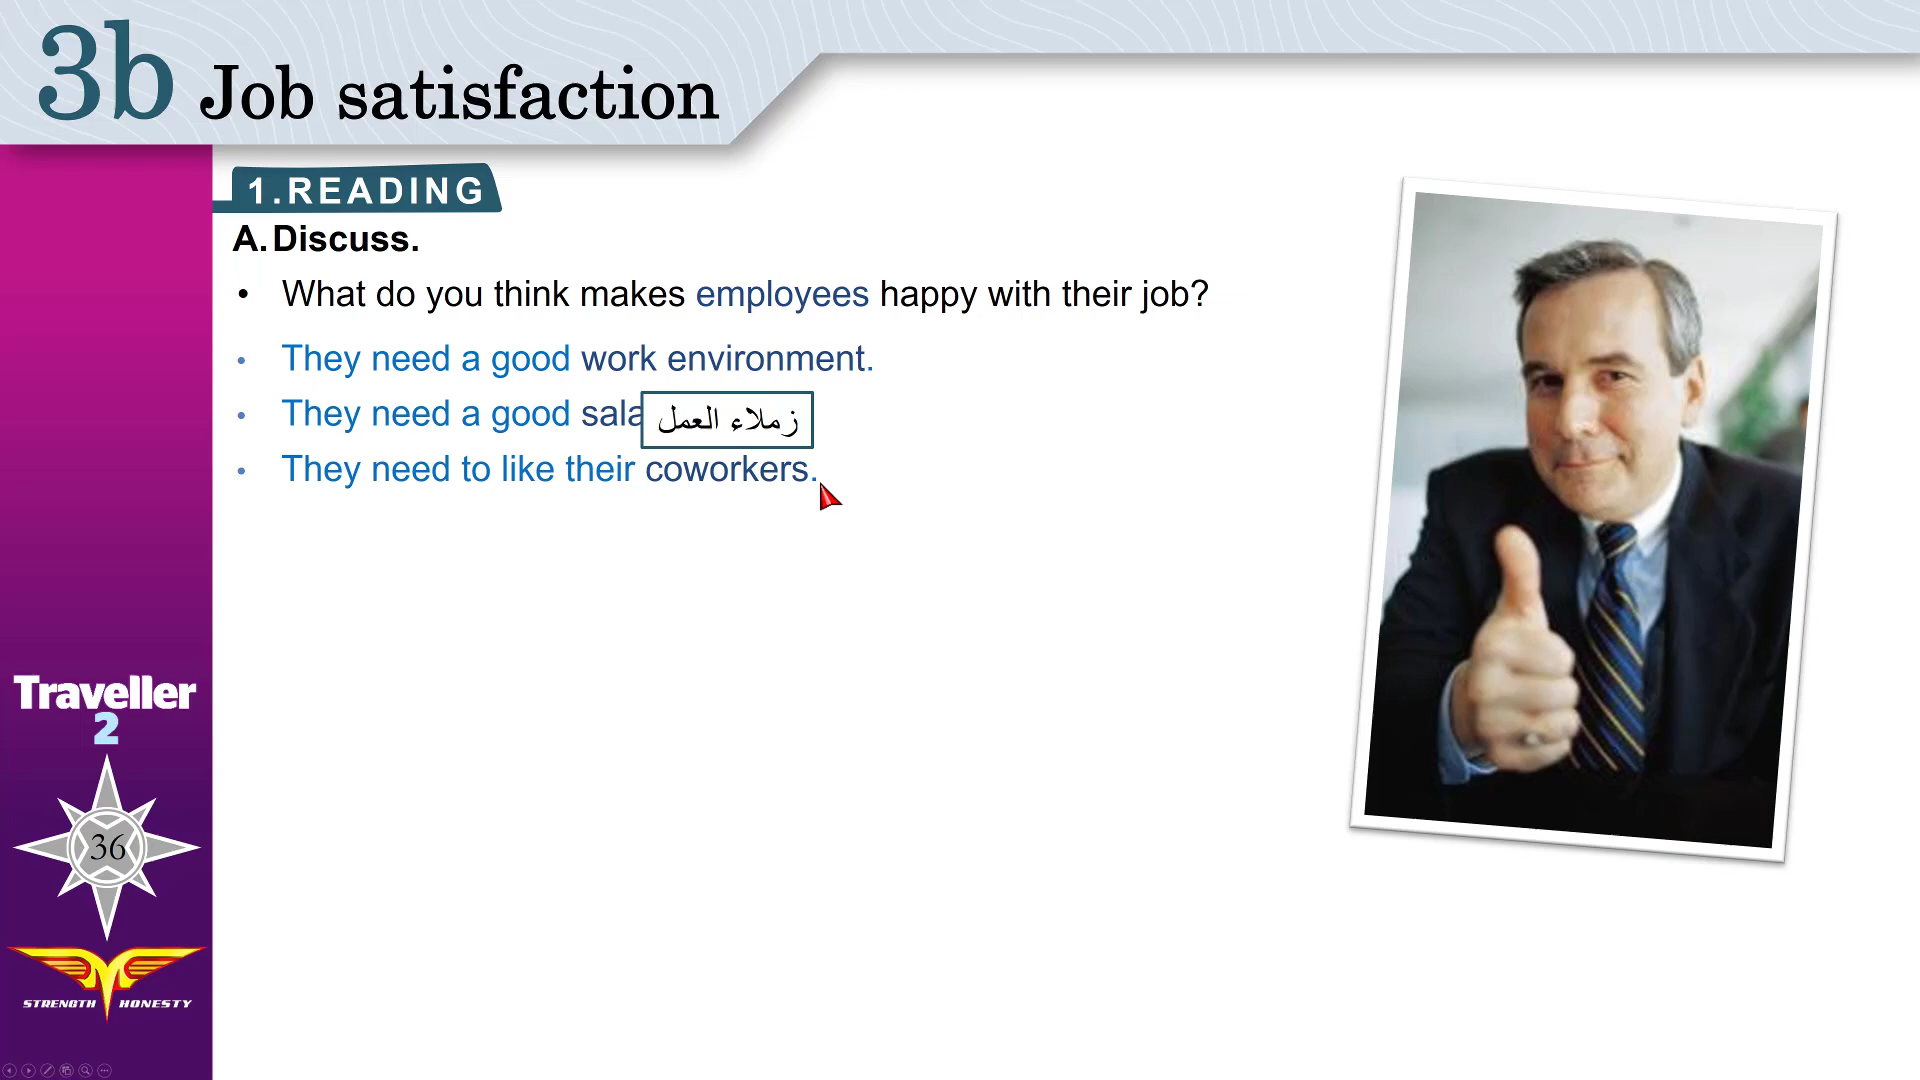 3b Job satisfaction
1.READING
A. Discuss.
• What do you think makes employees happy with their job?
• They need a good work environment.
• They need a good
زملاء العمل
• They need to like their coworkers.
Traveller
2
36
STRENGTH HONESTY